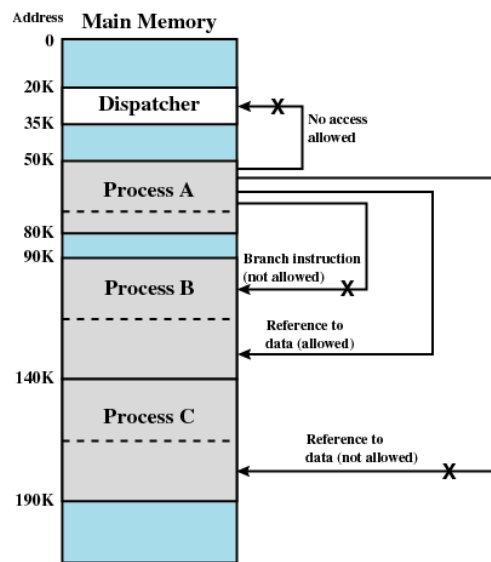 Address
Main Memory
0
20K
Dispatcher
35K
No access
allowed
50K
Process A
80K
90K
Branch instruction
(not allowed)
Process B
Reference to
data (allowed)
140K
Process C
Reference to
data (not allowed)
190K
X
X
X